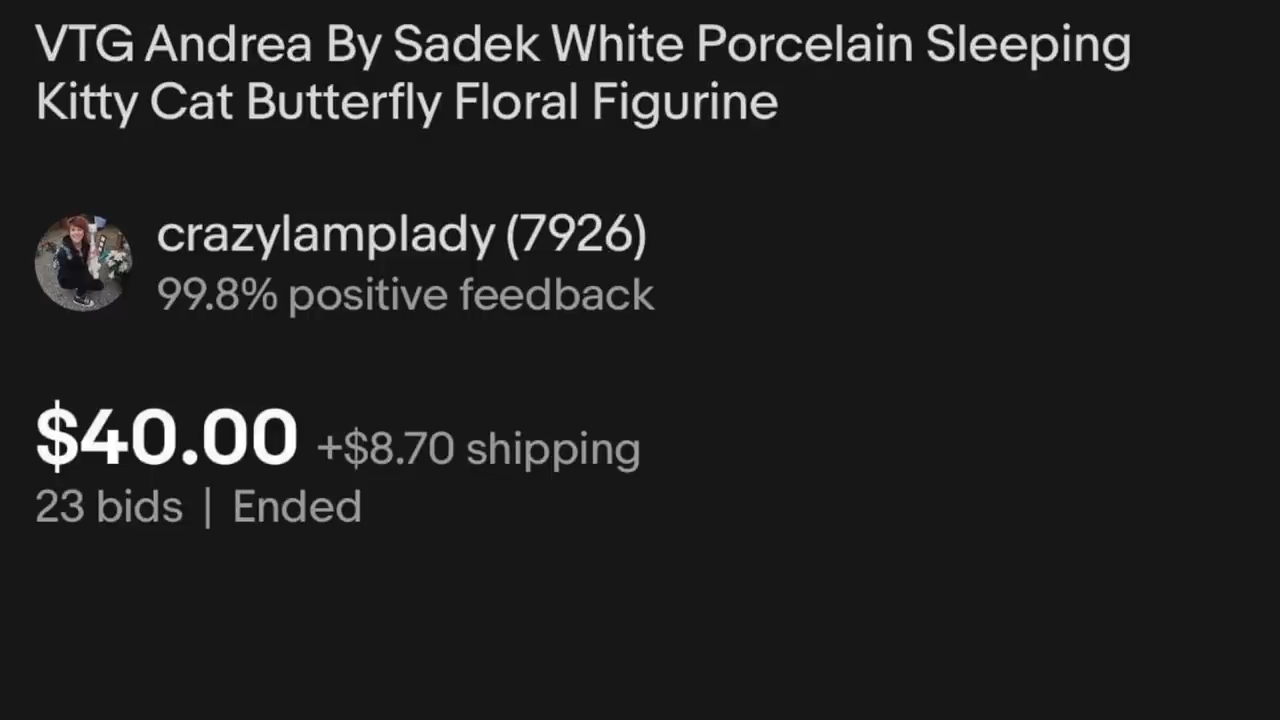 VTG Andrea By Sadek White Porcelain Sleeping
Kitty Cat Butterfly Floral Figurine
crazylamplady (7926)
99.8% positive feedback
$40.00 +$8.70 shipping
23 bids | Ended